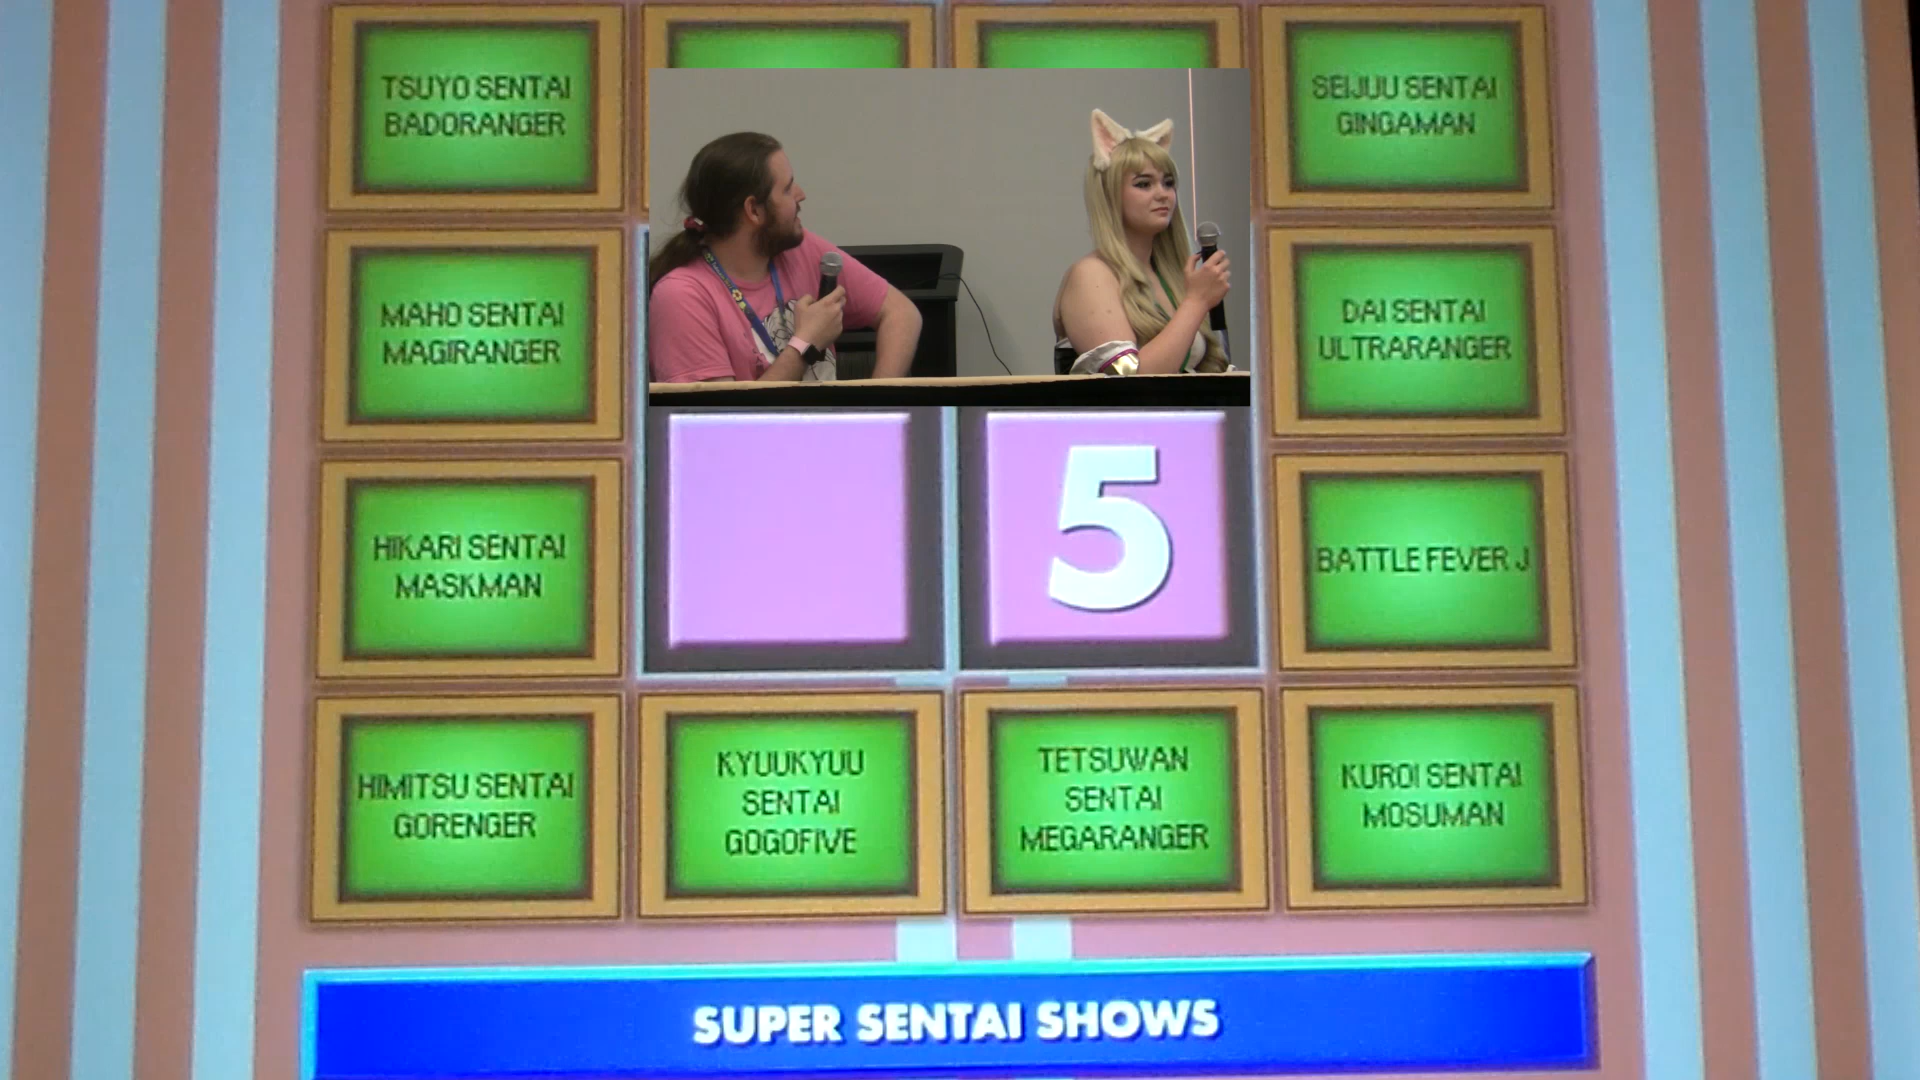 TSUYO SENTAI
BADORANGER
SEIJUU SENTAI
GINGAMAN
MAHO SENTAI
MAGIRANGER
DAI SENTAI
ULTRARANGER
HIKARI SENTAI
MASKMAN
5
BATTLE FEVER J
HIMITSU SENTAI
GORENGER
KYUUKYUU
SENTAI
GOGOFIVE
TETSUWAN
SENTAI
MEGARANGER
KUROI SENTAI
MOSUMAN
SUPER SENTAI SHOWS